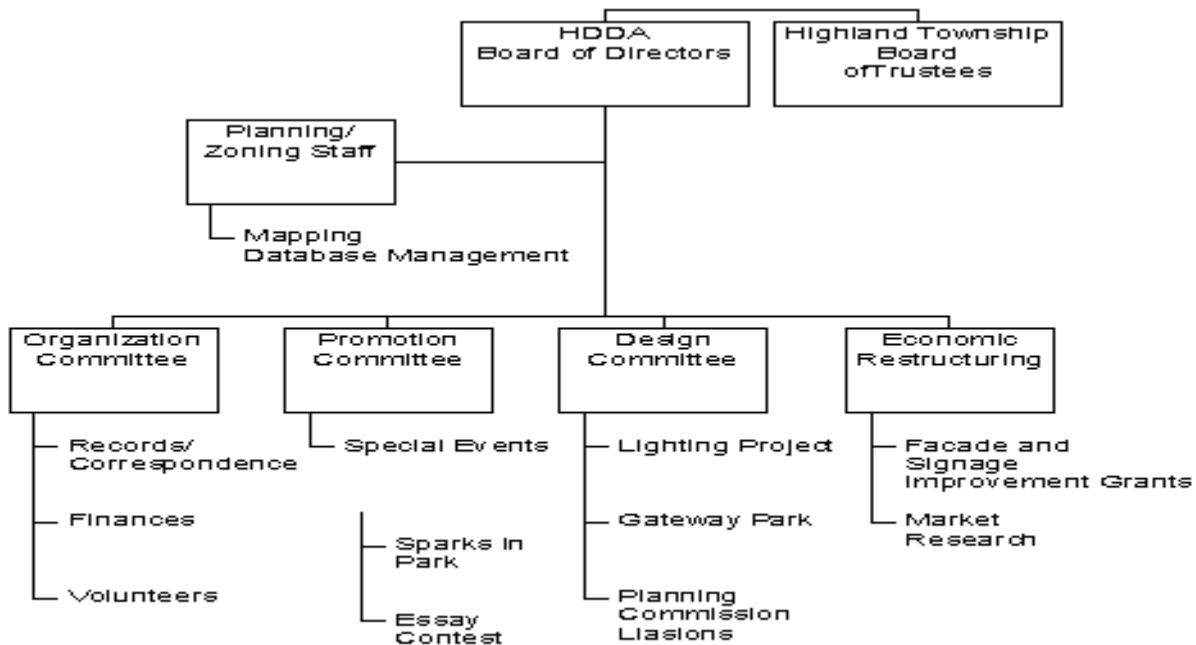 HDDA
Board of Directors
Highland Township
Board
ofTrustees
Planning/
Zoning Staff
Mapping
Database Management
Organization
Committee
Promotion
Committee
Design
Committee
Economic
Restructuring
Records/
Correspondence
Finances
Volunteers
Special Events
Sparks in
Park
Essay
Contest
Lighting Project
Gateway Park
Planning
Commission
Liasions
Facade and
Signage
Improvement Grants
Market
Research